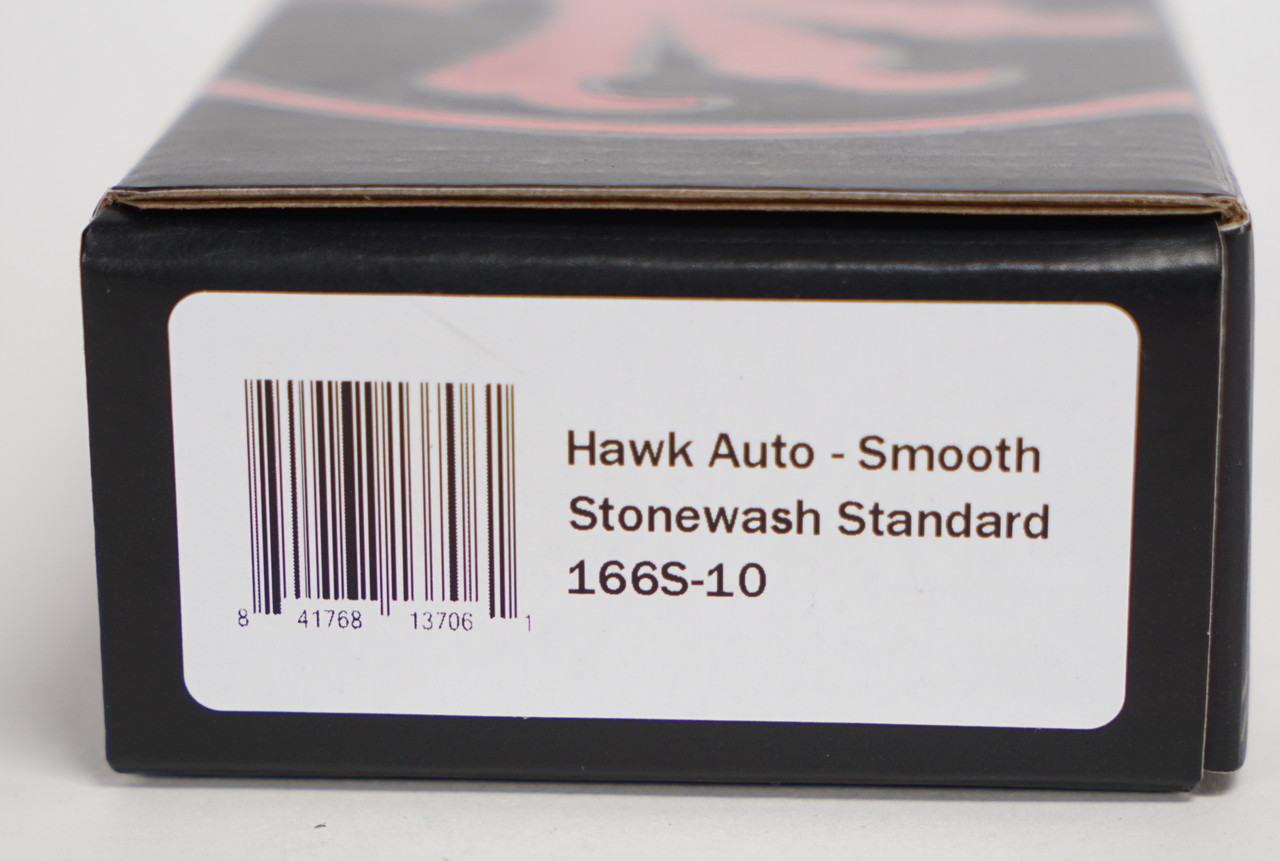 Hawk Auto - Smooth
Stonewash Standard
166S-10
8 41768 13706 1